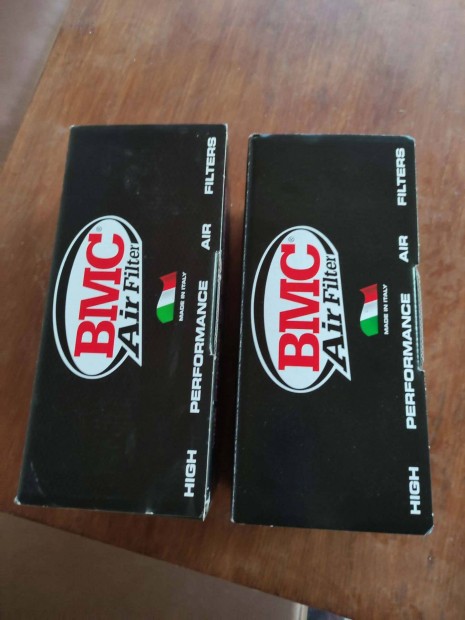 BMC®
Air Filter
MADE IN ITALY
HIGH PERFORMANCE AIR FILTERS
BMC®
Air Filter
MADE IN ITALY
HIGH PERFORMANCE AIR FILTERS